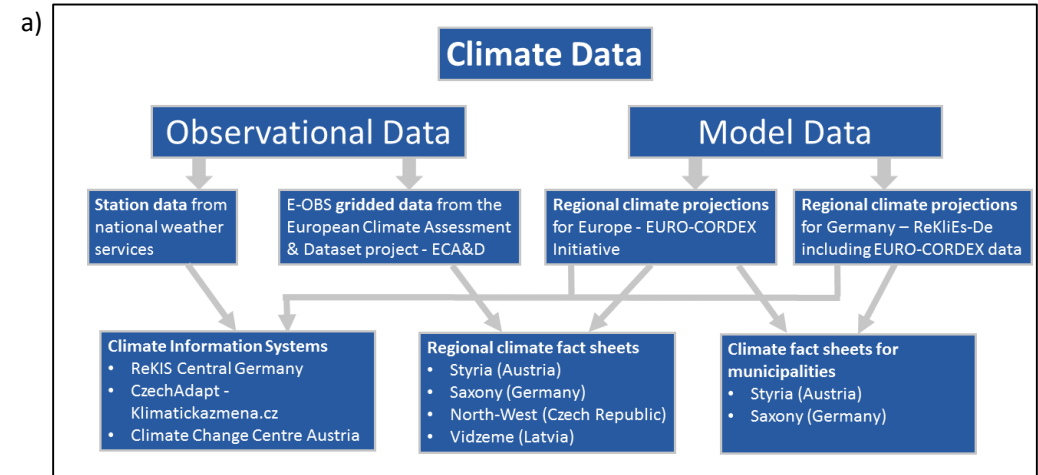 a)
Climate Data
Observational Data
Model Data
Station data from
national weather
services
E-OBS gridded data from the
European Climate Assessment
& Dataset project - ECA&D
Regional climate projections
for Europe - EURO-CORDEX
Initiative
Regional climate projections
for Germany – ReKliEs-De
including EURO-CORDEX data
Climate Information Systems
• ReKIS Central Germany
• CzechAdapt -
Klimatickazmena.cz
• Climate Change Centre Austria
Regional climate fact sheets
• Styria (Austria)
• Saxony (Germany)
• North-West (Czech Republic)
• Vidzeme (Latvia)
Climate fact sheets for
municipalities
• Styria (Austria)
• Saxony (Germany)